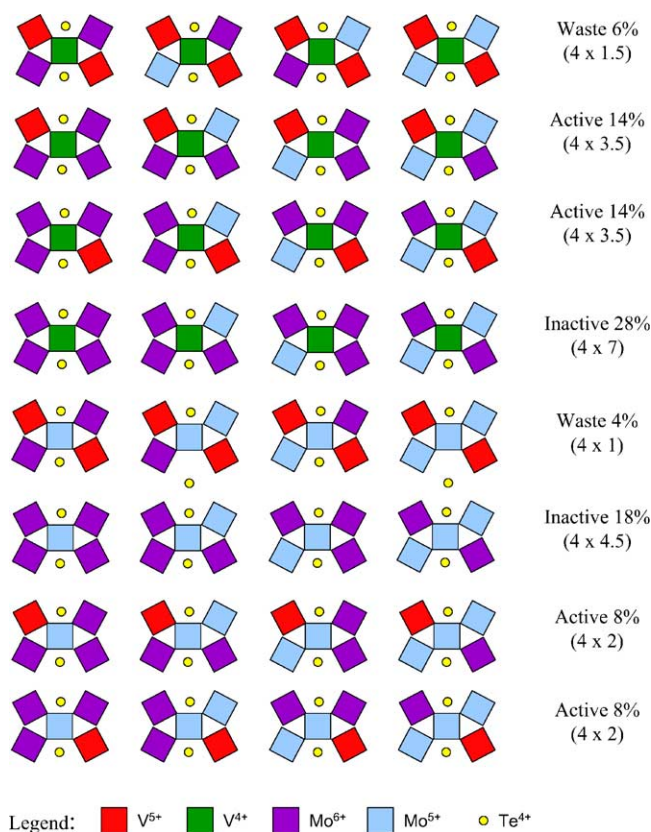 Waste 6%
(4 x 1.5)
Active 14%
(4 x 3.5)
Active 14%
(4 x 3.5)
Inactive 28%
(4 x 7)
Waste 4%
(4 x 1)
Inactive 18%
(4 x 4.5)
Active 8%
(4 x 2)
Active 8%
(4 x 2)
Legend: V⁵⁺ V⁴⁺ Mo⁶⁺ Mo⁵⁺ Te⁴⁺